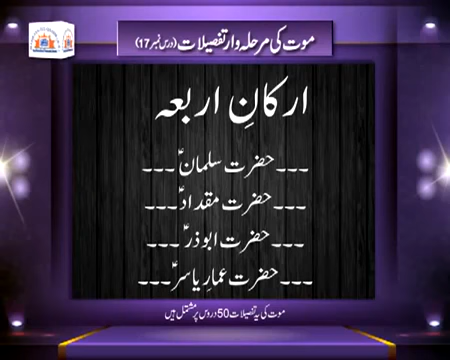 موت کی مرحلہ وار تفصیلات (درس نمبر 17)
ارکانِ اربعہ
--- حضرت سلمانؑ ---
--- حضرت مقدادؑ ---
--- حضرت ابوذرؑ ---
--- حضرت عمارِ یاسرؑ ---
موت کی یہ تفصیلات 50 دروس پر مشتمل ہیں